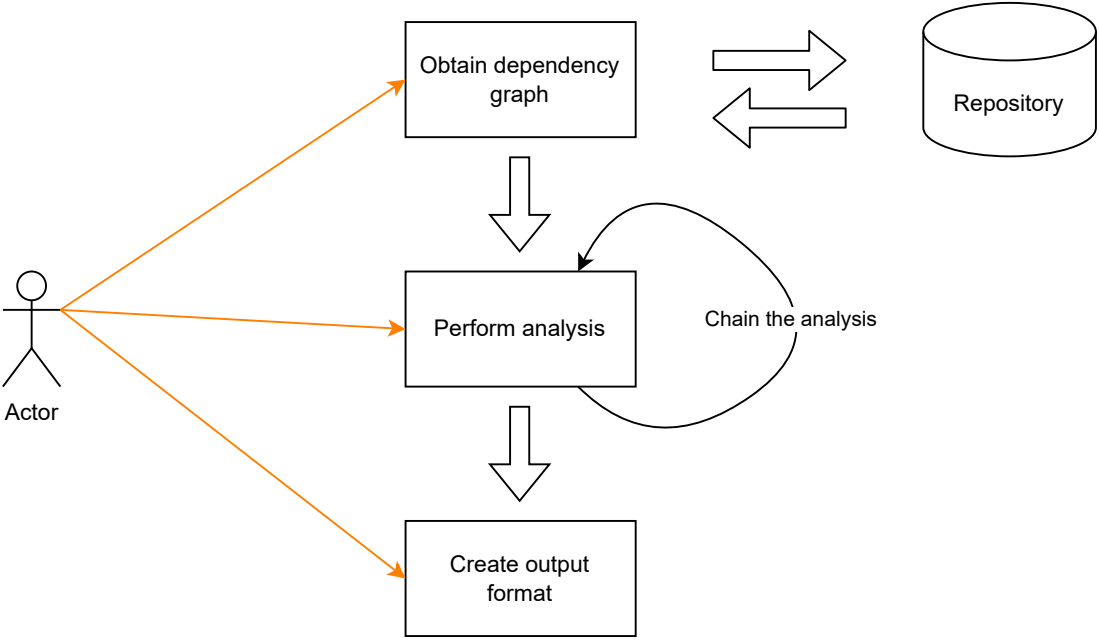 Obtain dependency
graph
Repository
Chain the analysis
Perform analysis
Actor
Create output
format